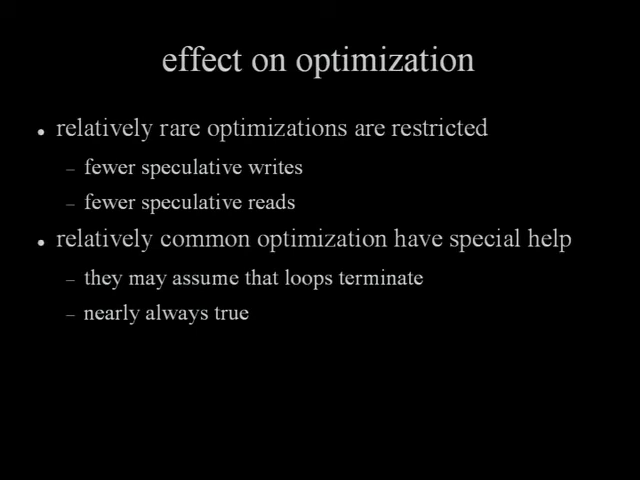 effect on optimization
• relatively rare optimizations are restricted
– fewer speculative writes
– fewer speculative reads
• relatively common optimization have special help
– they may assume that loops terminate
– nearly always true